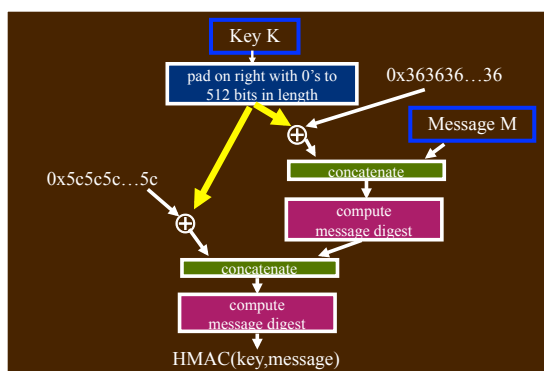 Key K
pad on right with 0's to
512 bits in length
0x363636…36
Message M
concatenate
0x5c5c5c…5c
compute
message digest
concatenate
compute
message digest
HMAC(key,message)